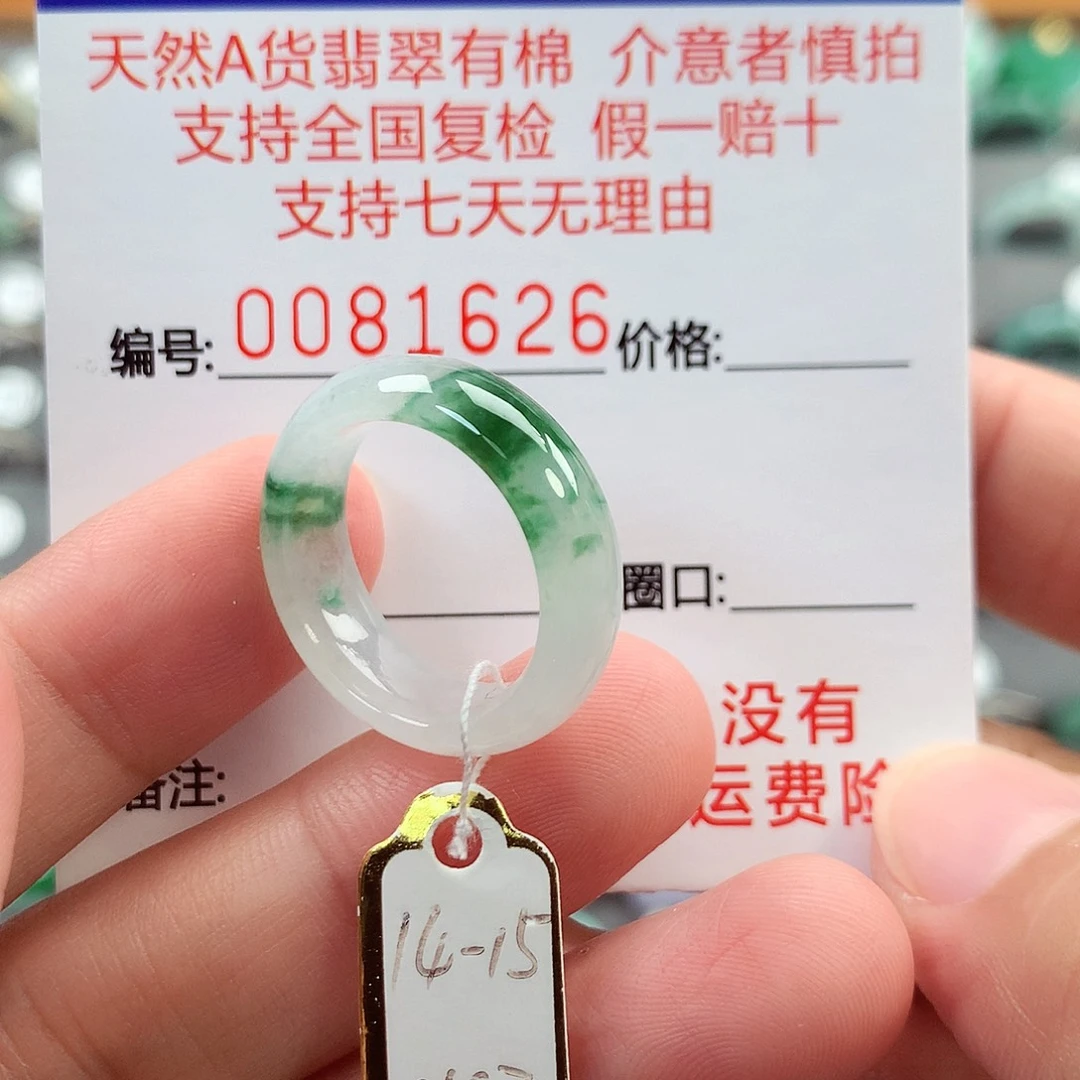 天然A货翡翠有棉 介意者慎拍
支持全国复检 假一赔十
支持七天无理由
编号: 0081626 价格:
圈口:
没有
备注:
运费险
14-15